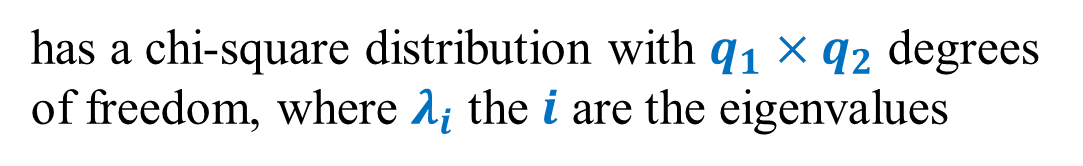 has a chi-square distribution with q₁ × q₂ degrees
of freedom, where λᵢ the i are the eigenvalues